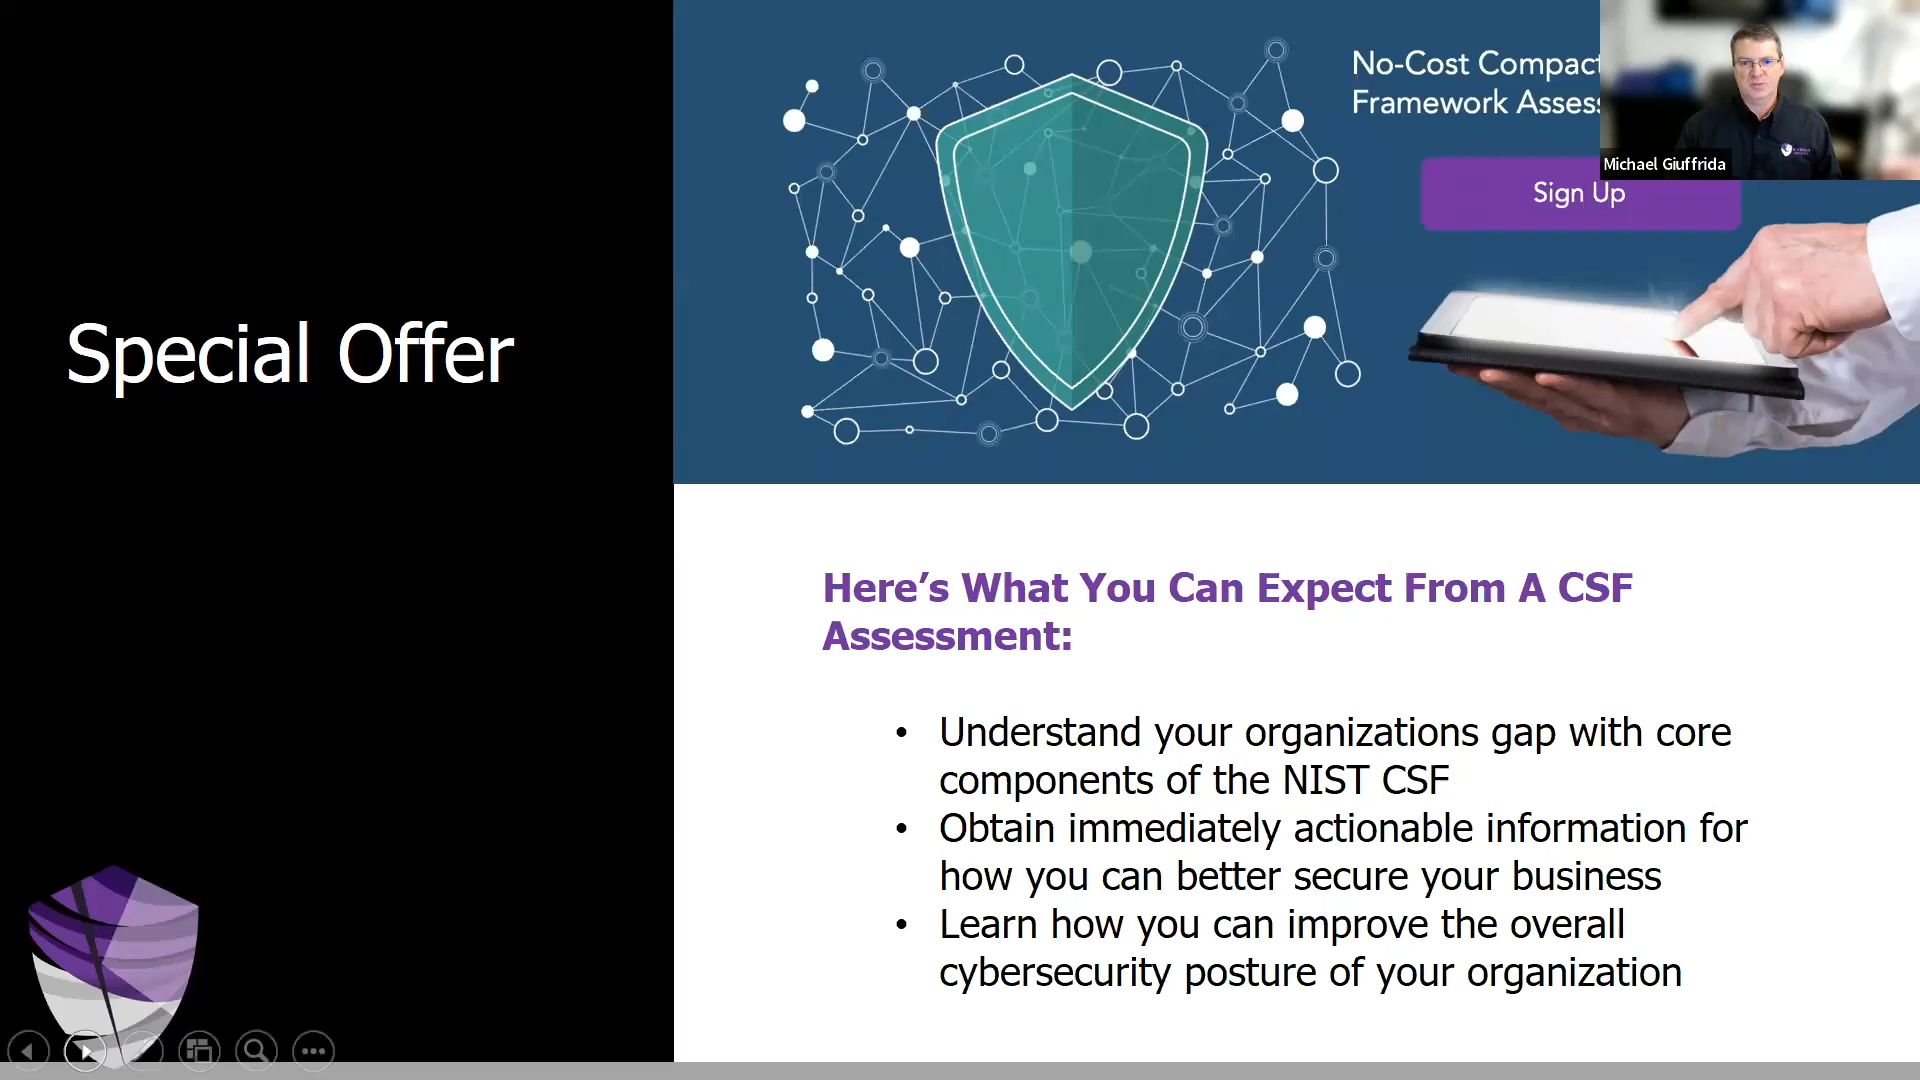 Special Offer
No-Cost Compact
Framework Assess
Michael Giuffrida
Sign Up
Here’s What You Can Expect From A CSF
Assessment:
• Understand your organizations gap with core
components of the NIST CSF
• Obtain immediately actionable information for
how you can better secure your business
• Learn how you can improve the overall
cybersecurity posture of your organization